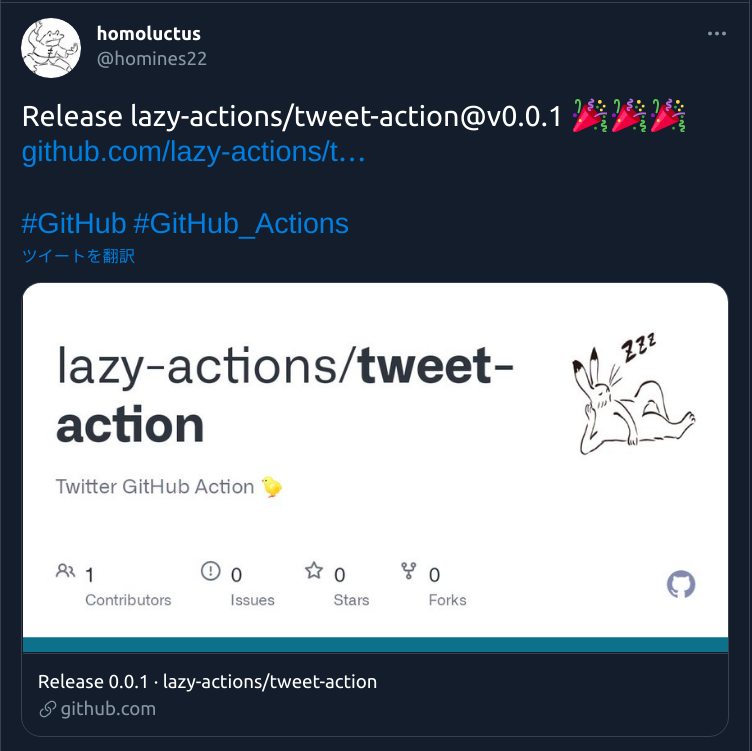 homoluctus
@homines22
Release lazy-actions/tweet-action@v0.0.1 🎉🎉🎉
github.com/lazy-actions/t…
#GitHub #GitHub_Actions
ツイートを翻訳
lazy-actions/tweet-
action
zzz
Twitter GitHub Action 🐤
1
Contributors
0
Issues
0
Stars
0
Forks
Release 0.0.1 · lazy-actions/tweet-action
github.com